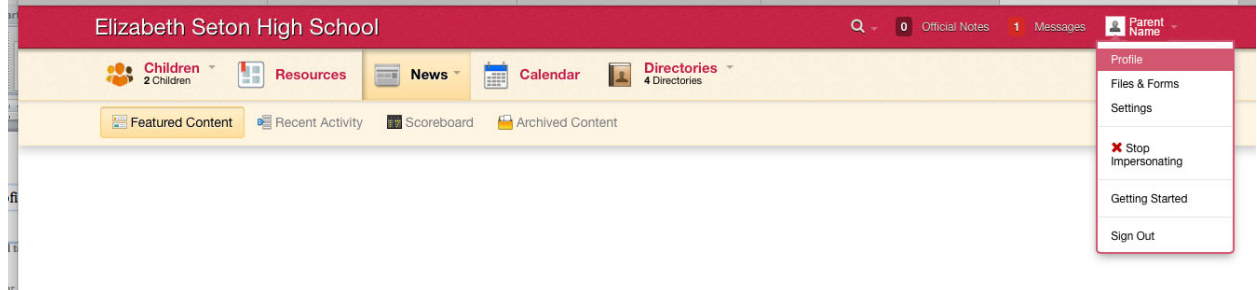 Elizabeth Seton High School
0 Official Notes
1 Messages
Parent
Name
Children
2 Children
Resources
News
Calendar
Directories
4 Directories
Featured Content
Recent Activity
Scoreboard
Archived Content
Profile
Files & Forms
Settings
Stop
Impersonating
Getting Started
Sign Out